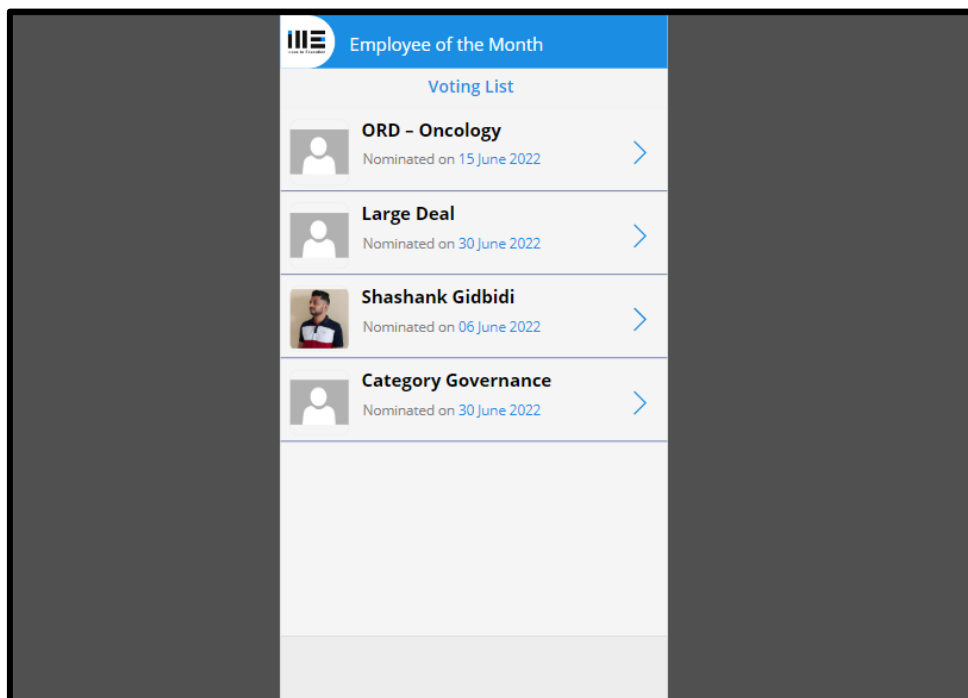 Employee of the Month
Voting List
ORD – Oncology
Nominated on 15 June 2022
Large Deal
Nominated on 30 June 2022
Shashank Gidbidi
Nominated on 06 June 2022
Category Governance
Nominated on 30 June 2022